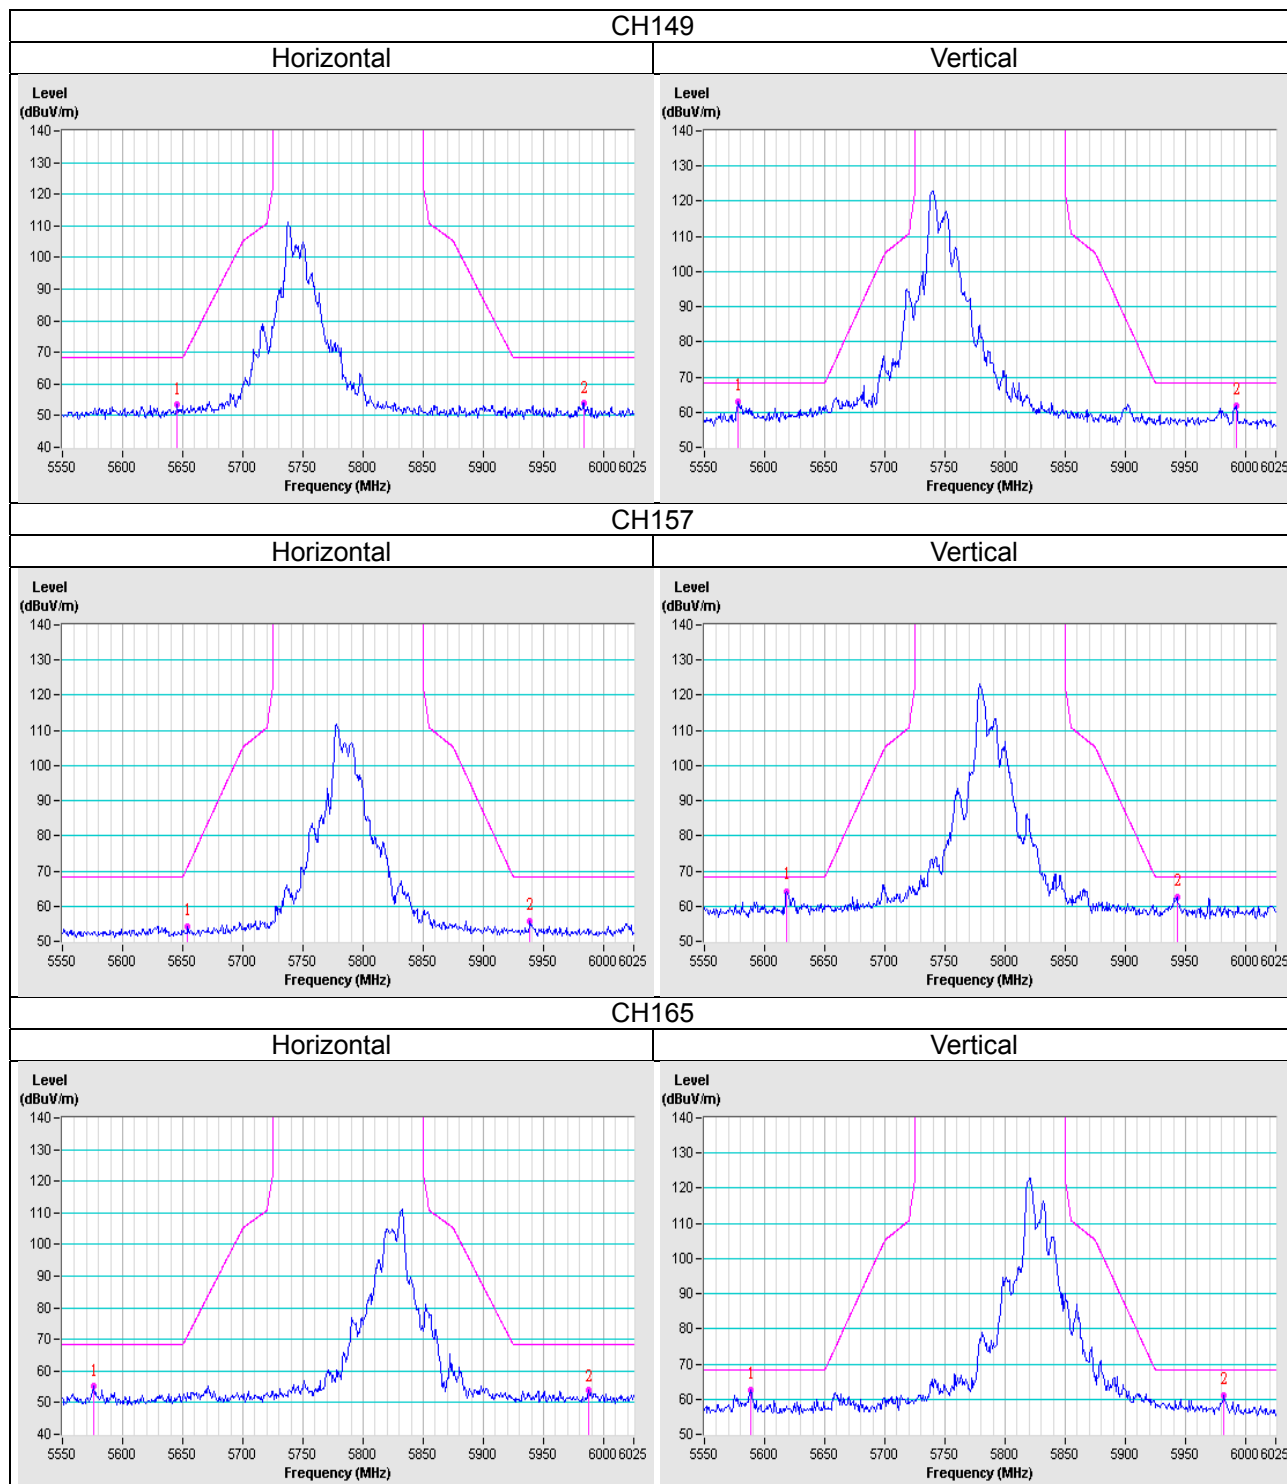 CH149
Horizontal Vertical
Level Level
(dBuV/m) (dBuV/m)
140 140
130 130
120 120
110 110
100 100
90 90
80 80
70 70
60 60
50 50
40
1 2 1 2
5550 5600 5650 5700 5750 5800 5850 5900 5950 6000 6025 5550 5600 5650 5700 5750 5800 5850 5900 5950 6000 6025
Frequency (MHz) Frequency (MHz)
CH157
Horizontal Vertical
Level Level
(dBuV/m) (dBuV/m)
140 140
130 130
120 120
110 110
100 100
90 90
80 80
70 70
60 60
50 50
1 2 1 2
5550 5600 5650 5700 5750 5800 5850 5900 5950 6000 6025 5550 5600 5650 5700 5750 5800 5850 5900 5950 6000 6025
Frequency (MHz) Frequency (MHz)
CH165
Horizontal Vertical
Level Level
(dBuV/m) (dBuV/m)
140 140
130 130
120 120
110 110
100 100
90 90
80 80
70 70
60 60
50 50
40
1 2 1 2
5550 5600 5650 5700 5750 5800 5850 5900 5950 6000 6025 5550 5600 5650 5700 5750 5800 5850 5900 5950 6000 6025
Frequency (MHz) Frequency (MHz)